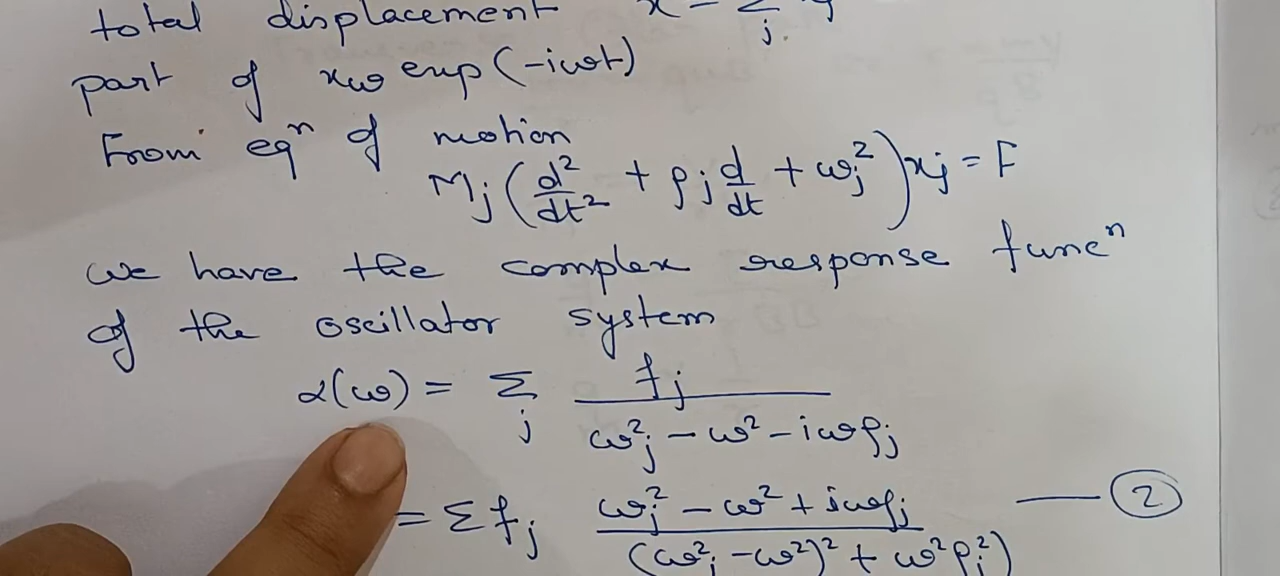 total displacement x = Σ_j
part of x_ω exp(-iωt)
From eqⁿ of motion
M_j (d²/dt² + ρ_j d/dt + ω_j²) x_j = F
we have the complex response funcⁿ
of the oscillator system
α(ω) = Σ_j f_j / (ω_j² - ω² - iωρ_j)
= Σ f_j (ω_j² - ω² + iωρ_j) / ((ω_j² - ω²)² + ω²ρ_j²) — (2)